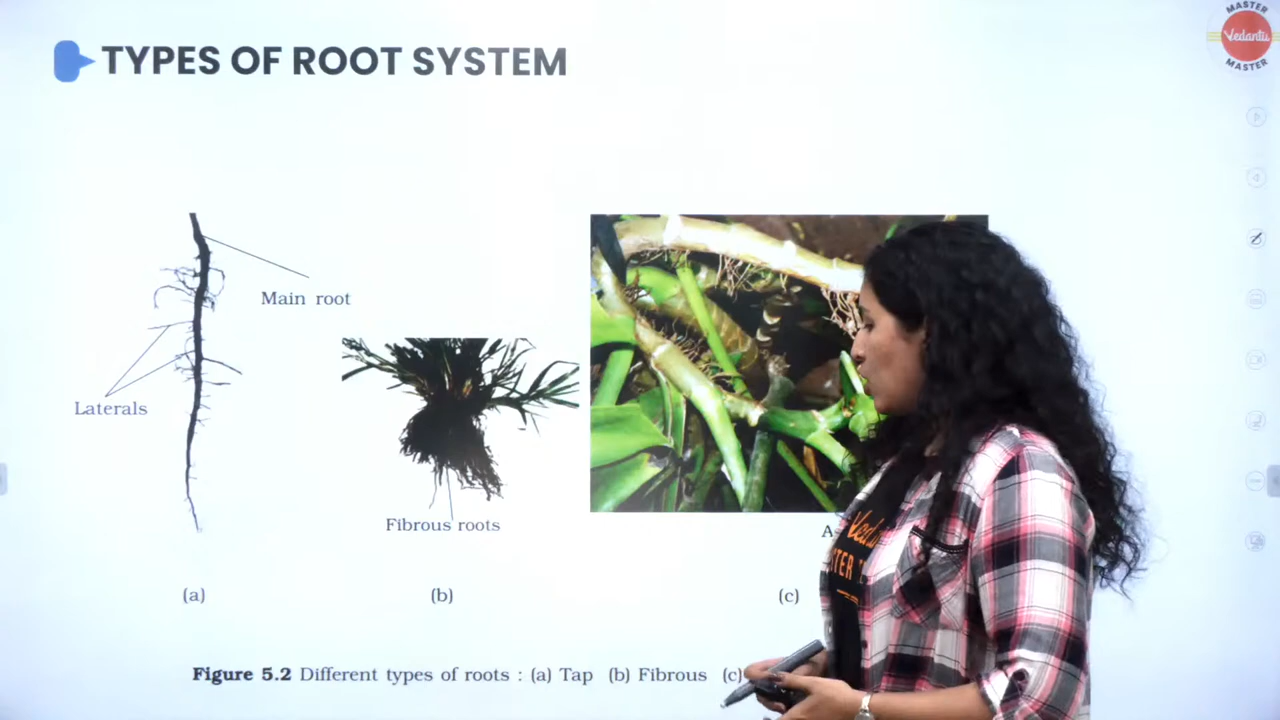 TYPES OF ROOT SYSTEM
MASTER
Vedantu
MASTER
Main root
Laterals
Fibrous roots
(a)
(b)
(c)
Figure 5.2 Different types of roots : (a) Tap (b) Fibrous (c)